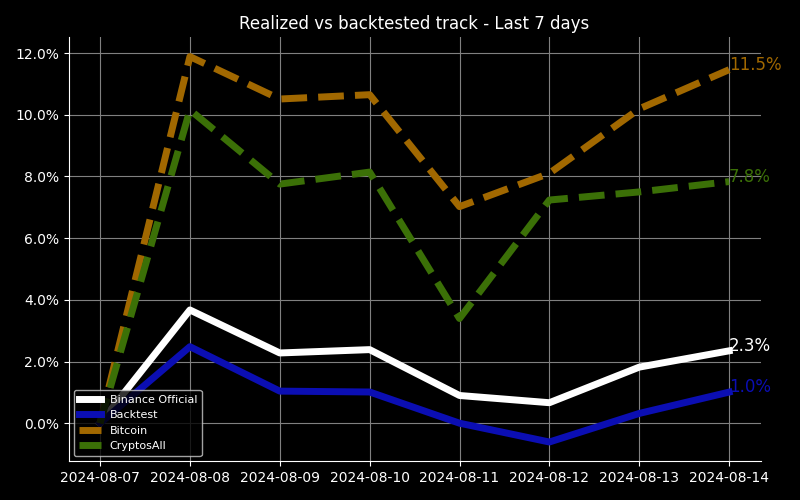 Realized vs backtested track - Last 7 days
12.0%
10.0%
8.0%
6.0%
4.0%
2.0%
0.0%
11.5%
7.8%
2.3%
1.0%
Binance Official
Backtest
Bitcoin
CryptosAll
2024-08-07 2024-08-08 2024-08-09 2024-08-10 2024-08-11 2024-08-12 2024-08-13 2024-08-14